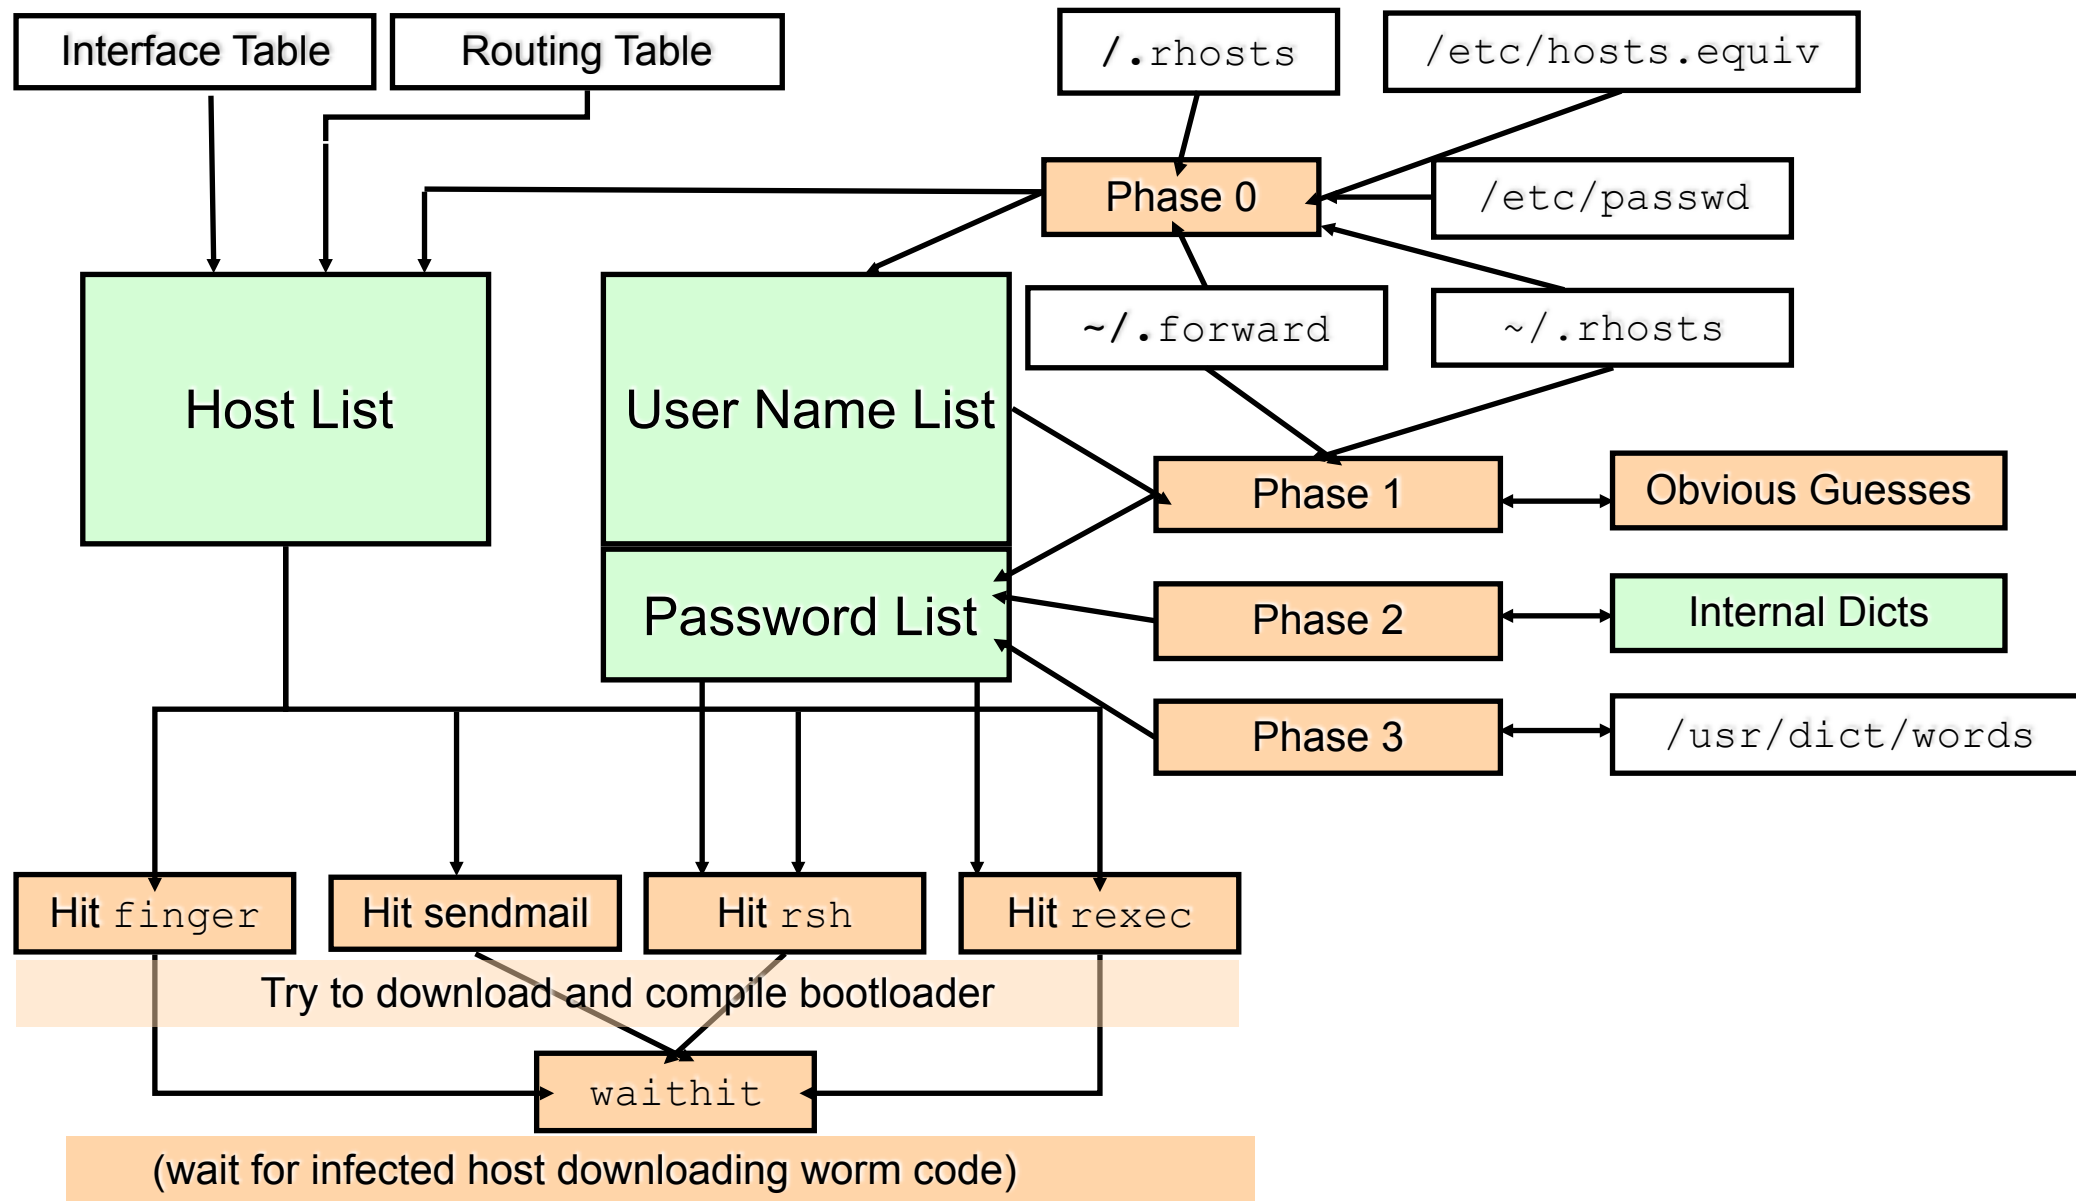 Interface Table
Routing Table
/.rhosts
/etc/hosts.equiv
Phase 0
/etc/passwd
~/.forward
~/.rhosts
Host List
User Name List
Phase 1
Obvious Guesses
Password List
Phase 2
Internal Dicts
Phase 3
/usr/dict/words
Hit finger
Hit sendmail
Hit rsh
Hit rexec
Try to download and compile bootloader
waithit
(wait for infected host downloading worm code)